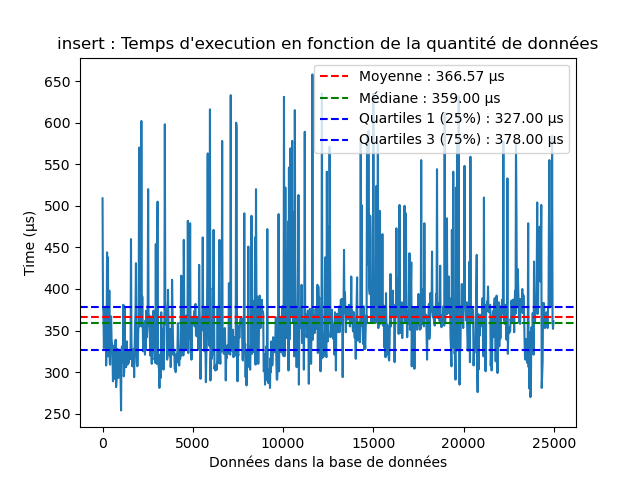 insert : Temps d'execution en fonction de la quantité de données
Moyenne : 366.57 µs
Médiane : 359.00 µs
Quartiles 1 (25%) : 327.00 µs
Quartiles 3 (75%) : 378.00 µs
650
600
550
500
450
400
350
300
250
Time (µs)
0 5000 10000 15000 20000 25000
Données dans la base de données